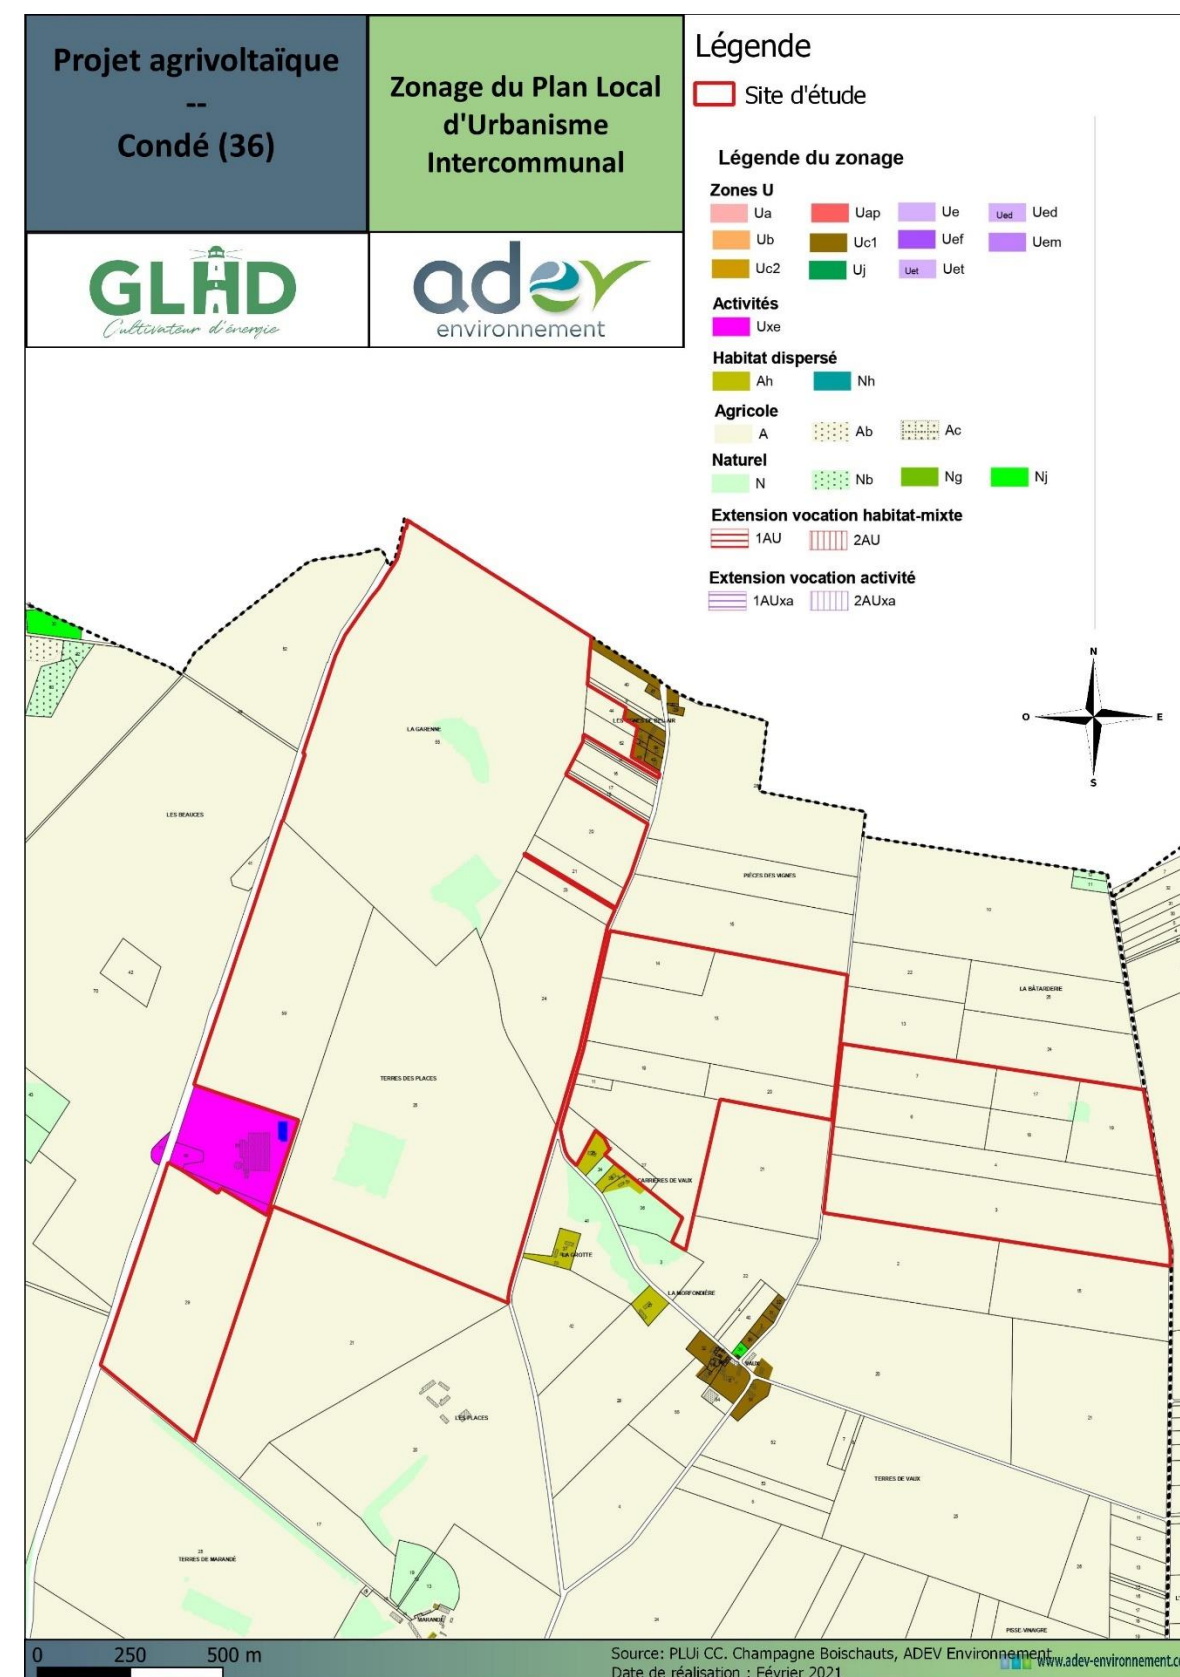 Projet agrivoltaïque
--
Condé (36)
Zonage du Plan Local
d'Urbanisme
Intercommunal
GLHD
Cultivateur d'énergie
adev
environnement
Légende
Site d'étude
Légende du zonage
Zones U
Ua
Uap
Ue
Ued Ued
Ub
Uc1
Uef
Uem
Uc2
Uj
Uet Uet
Activités
Uxe
Habitat dispersé
Ah
Nh
Agricole
A
Ab
Ac
Naturel
N
Nb
Ng
Nj
Extension vocation habitat-mixte
1AU
2AU
Extension vocation activité
1AUxa
2AUxa
N
O
E
S
LA GARENNE
LES BEAUCES
PIÈCES DES VIGNES
LA BÂTARDERIE
TERRES DES PLACES
CARRIÈRES DE VAUX
LA GROTTE
LA MORFONDIÈRE
VAUX
LES PLACES
TERRES DE VAUX
TERRES DE MARANDÉ
MARANDÉ
PISSE-VINAIGRE
0 250 500 m
Source: PLUi CC. Champagne Boischauts, ADEV Environnement
www.adev-environnement.co
Date de réalisation : Février 2021